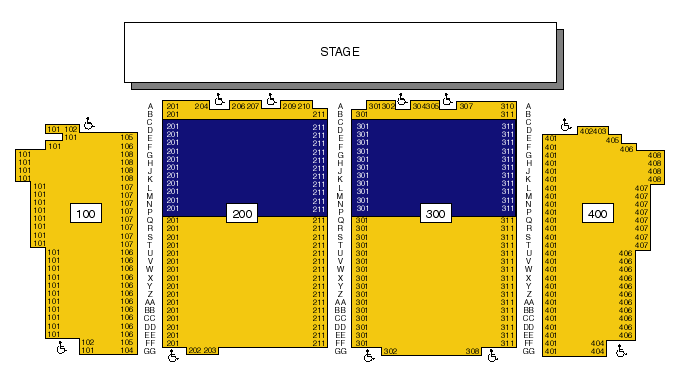 STAGE
A 201 204 206 207 209 210 A 301 302 304 305 307 310 A
B 201 211 B 301 311 B
C 201 211 C 301 311 C
101 102 D 201 211 D 301 311 D 402 403
101 105 E 201 211 E 301 311 E 401 405
101 106 F 201 211 F 301 311 F 401 406
101 108 G 201 211 G 301 311 G 401 408
101 108 H 201 211 H 301 311 H 401 408
101 108 J 201 211 J 301 311 J 401 408
101 108 K 201 211 K 301 311 K 401 408
101 107 L 201 211 L 301 311 L 401 407
101 107 M 201 211 M 301 311 M 401 407
101 107 N 201 211 N 301 311 N 401 407
101 100 107 P 201 200 211 P 301 300 311 P 401 400 407
101 107 Q 201 211 Q 301 311 Q 401 407
101 107 R 201 211 R 301 311 R 401 407
101 107 S 201 211 S 301 311 S 401 407
101 107 T 201 211 T 301 311 T 401 407
101 106 U 201 211 U 301 311 U 401 406
101 106 V 201 211 V 301 311 V 401 406
101 106 W 201 211 W 301 311 W 401 406
101 106 X 201 211 X 301 311 X 401 406
101 106 Y 201 211 Y 301 311 Y 401 406
101 106 Z 201 211 Z 301 311 Z 401 406
101 106 AA 201 211 AA 301 311 AA 401 406
101 106 BB 201 211 BB 301 311 BB 401 406
101 106 CC 201 211 CC 301 311 CC 401 406
101 106 DD 201 211 DD 301 311 DD 401 406
101 106 EE 201 211 EE 301 311 EE 401 406
102 105 FF 201 211 FF 301 311 FF 401 404
101 104 GG 202 203 GG 302 308 GG 401 404